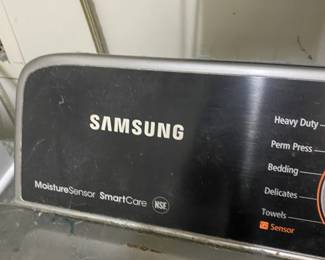 SAMSUNG
MoistureSensor SmartCare NSF
Heavy Duty
Perm Press
Bedding
Delicates
Towels
Sensor